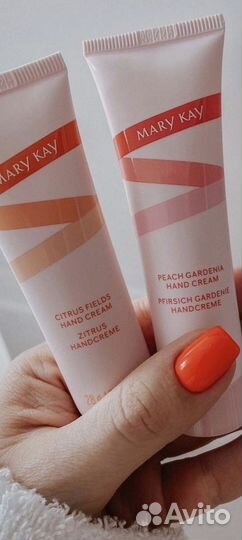 MARY KAY
CITRUS FIELDS
HAND CREAM
ZITRUS
HANDCREME
MARY KAY
PEACH GARDENIA
HAND CREAM
PFIRSICH GARDENIE
HANDCREME
Avito